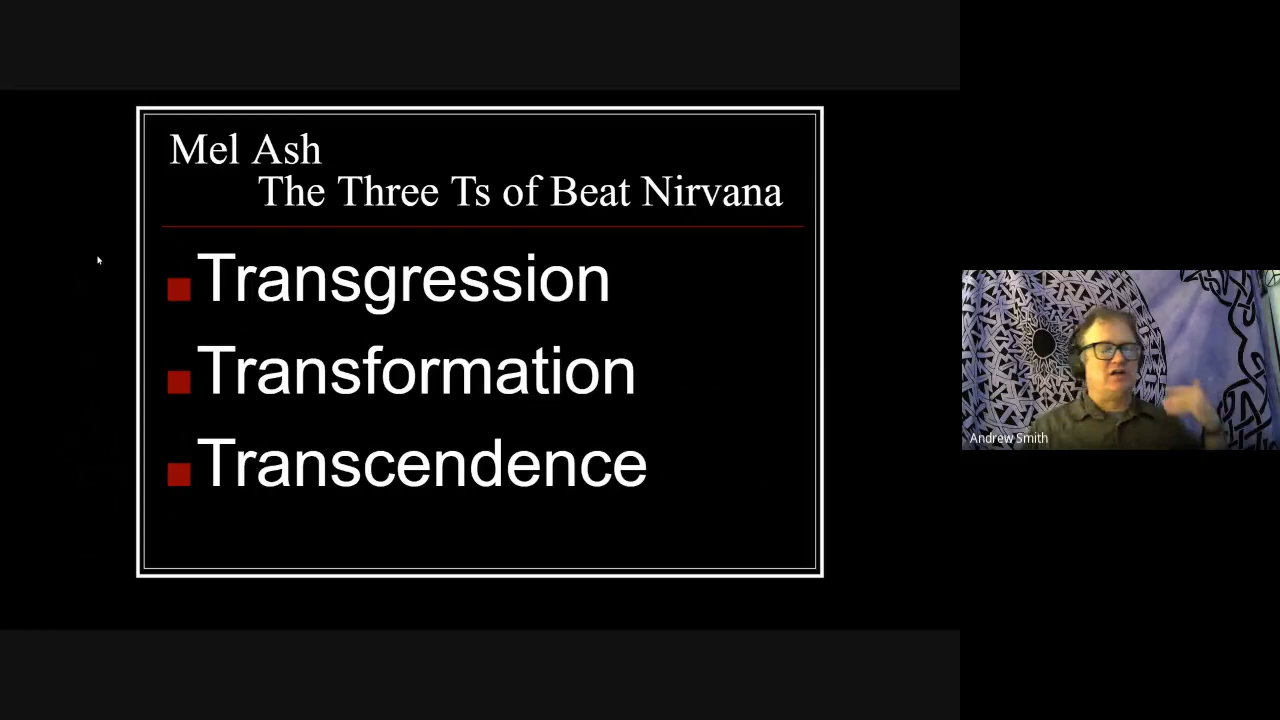 Mel Ash
The Three Ts of Beat Nirvana
Transgression
Transformation
Transcendence
Andrew Smith